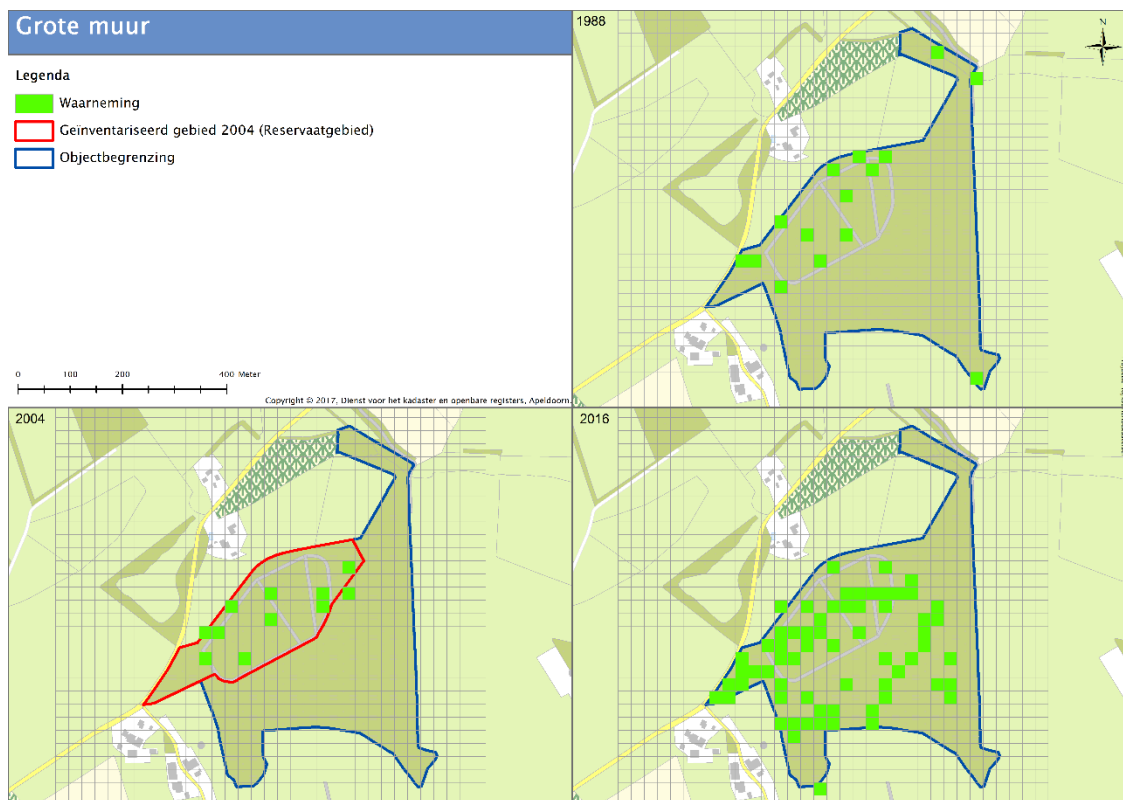 Grote muur
Legenda
Waarneming
Geïnventariseerd gebied 2004 (Reservaatgebied)
Objectbegrenzing
0 100 200 400 Meter
Copyright © 2017, Dienst voor het kadaster en openbare registers, Apeldoorn.
1988
N
2004
2016